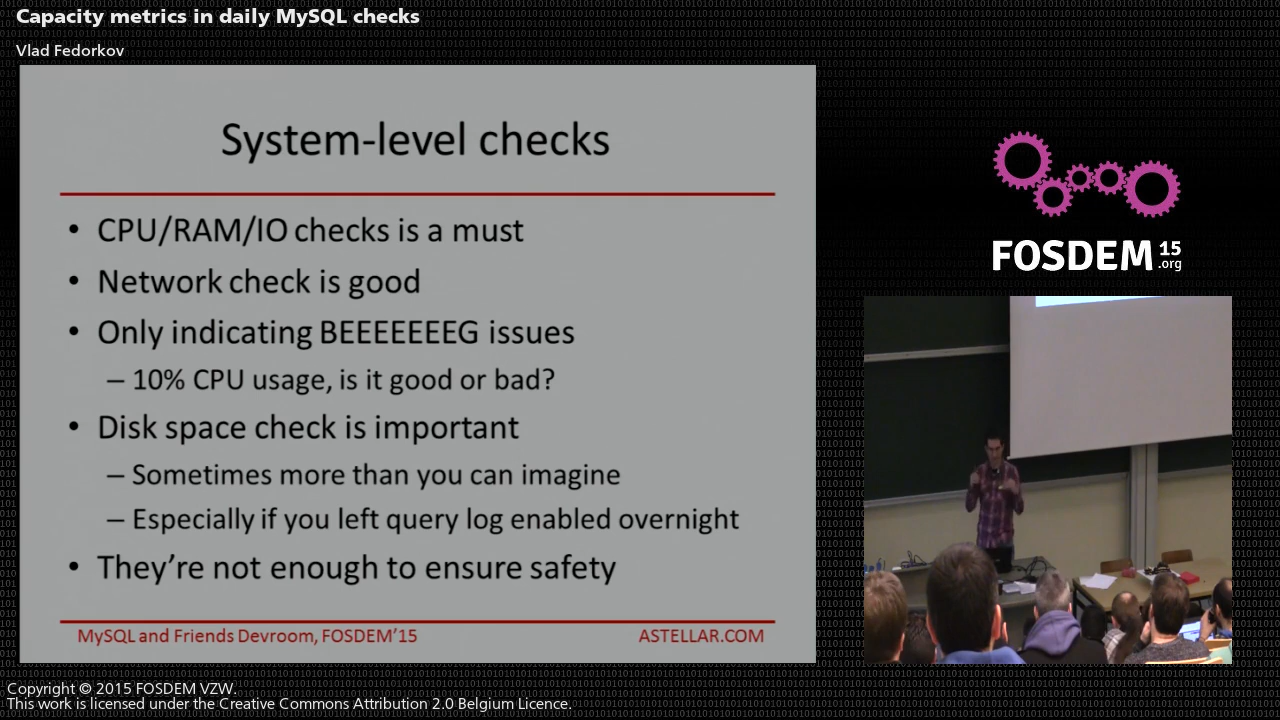 Capacity metrics in daily MySQL checks
Vlad Fedorkov
System-level checks
• CPU/RAM/IO checks is a must
• Network check is good
• Only indicating BEEEEEEEG issues
– 10% CPU usage, is it good or bad?
• Disk space check is important
– Sometimes more than you can imagine
– Especially if you left query log enabled overnight
• They’re not enough to ensure safety
MySQL and Friends Devroom, FOSDEM’15
ASTELLAR.COM
FOSDEM 15
.org
Copyright © 2015 FOSDEM VZW.
This work is licensed under the Creative Commons Attribution 2.0 Belgium Licence.